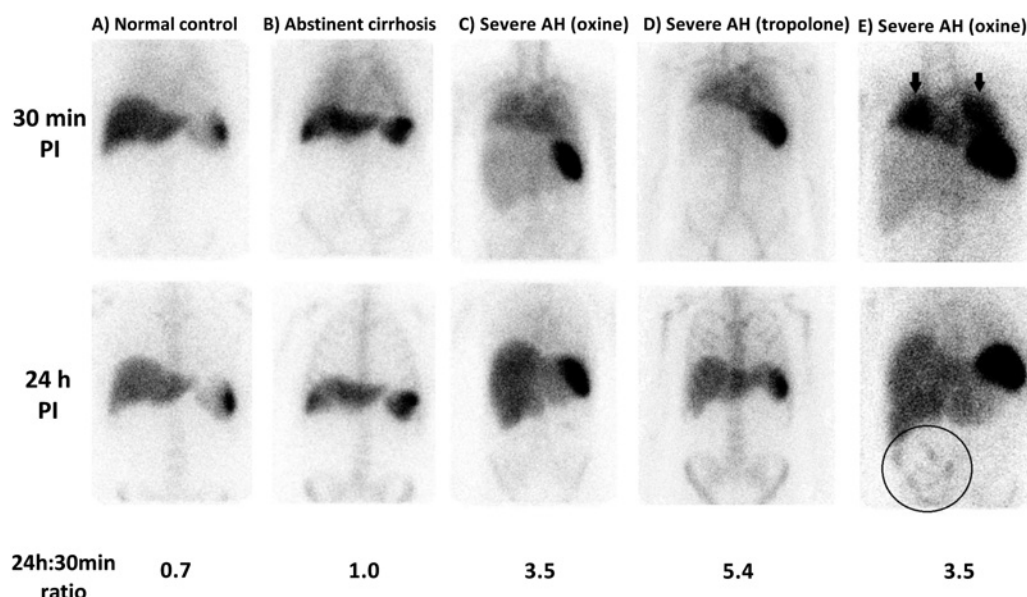 A) Normal control B) Abstinent cirrhosis C) Severe AH (oxine) D) Severe AH (tropolone) E) Severe AH (oxine)
30 min
PI
24 h
PI
24h:30min
ratio
0.7 1.0 3.5 5.4 3.5